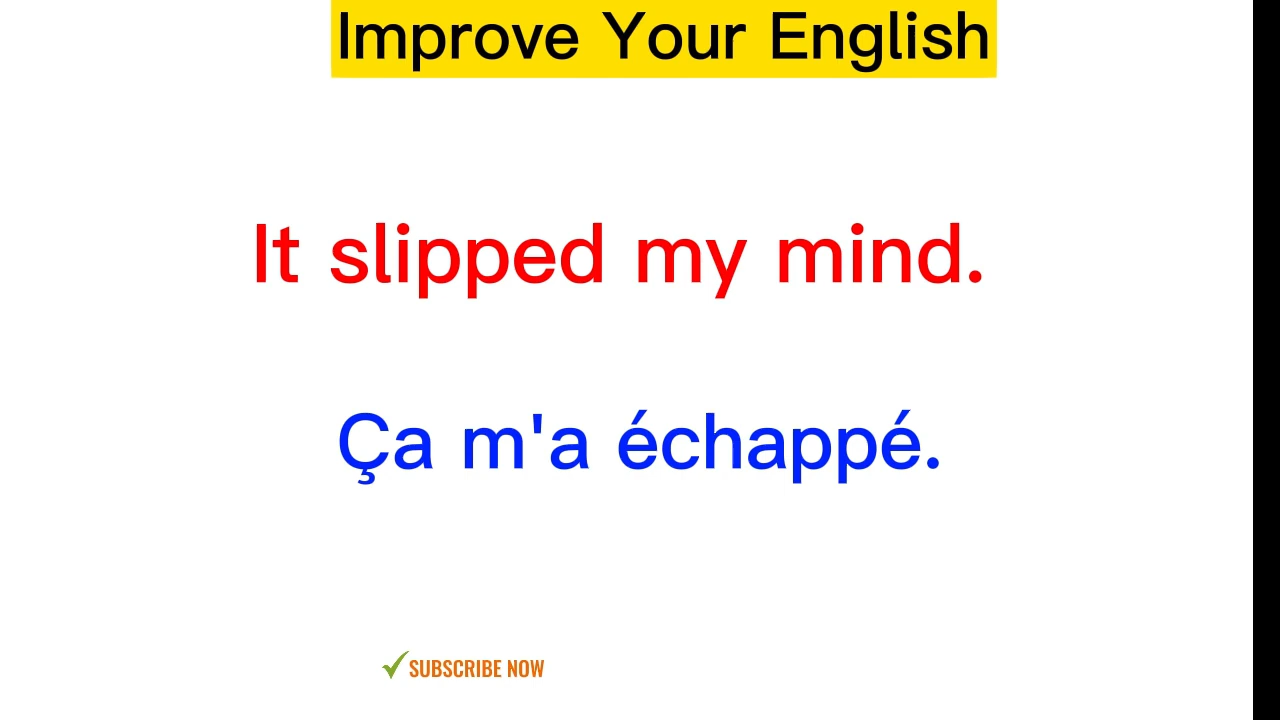 Improve Your English
It slipped my mind.
Ça m'a échappé.
SUBSCRIBE NOW